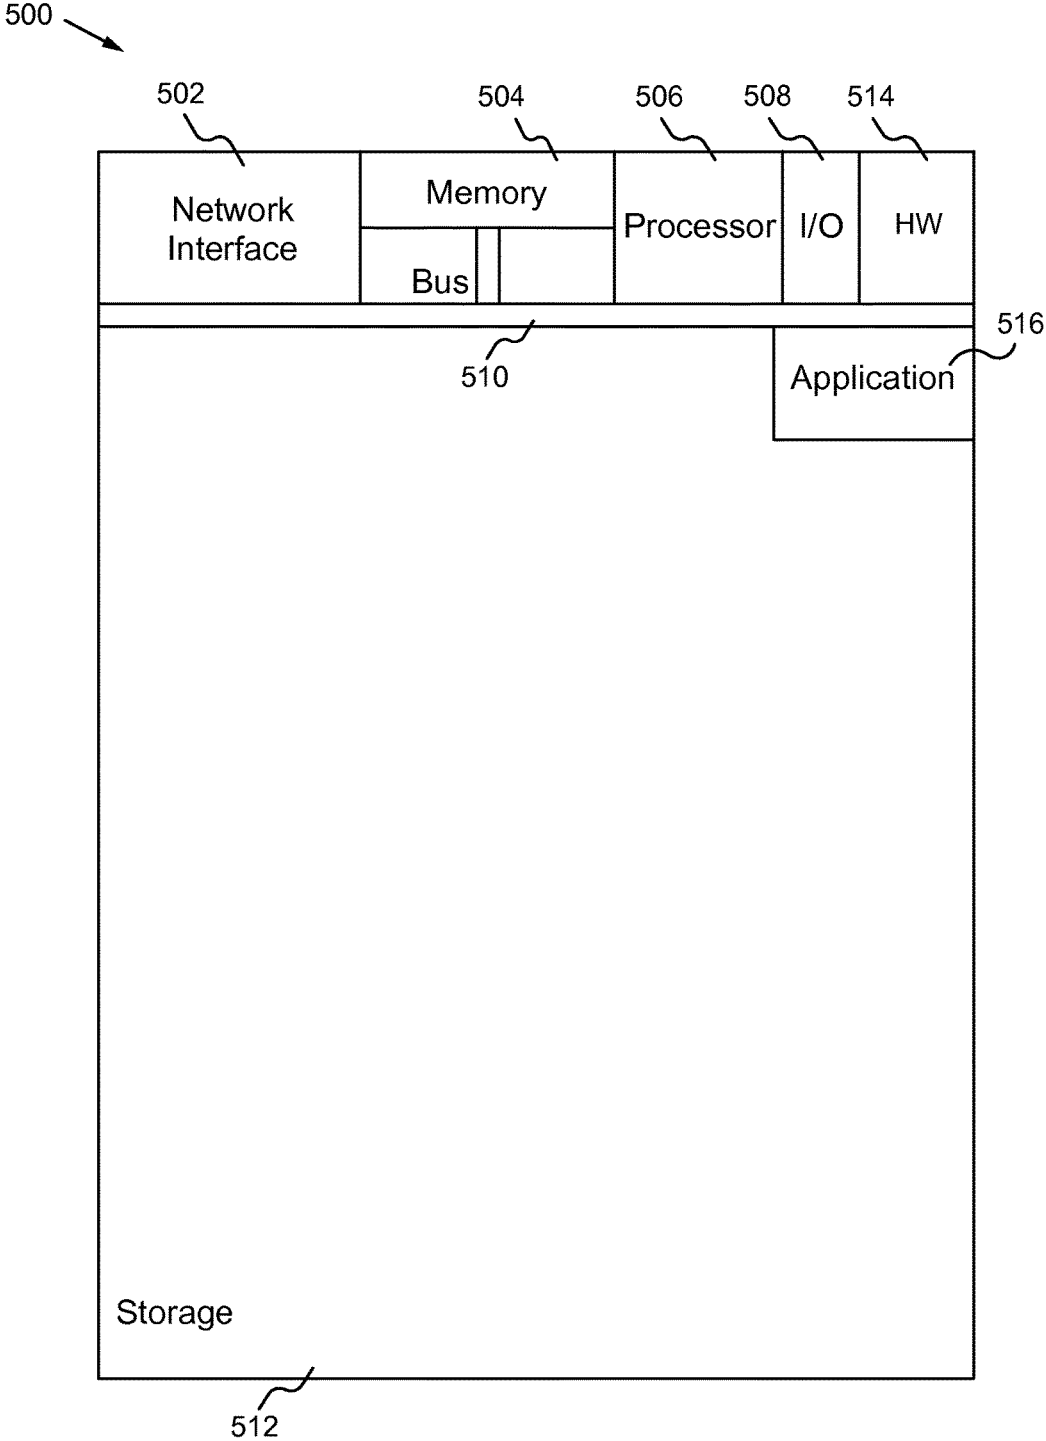 500
502
504
506
508
514
Network
Interface
Memory
Bus
Processor
I/O
HW
510
516
Application
Storage
512